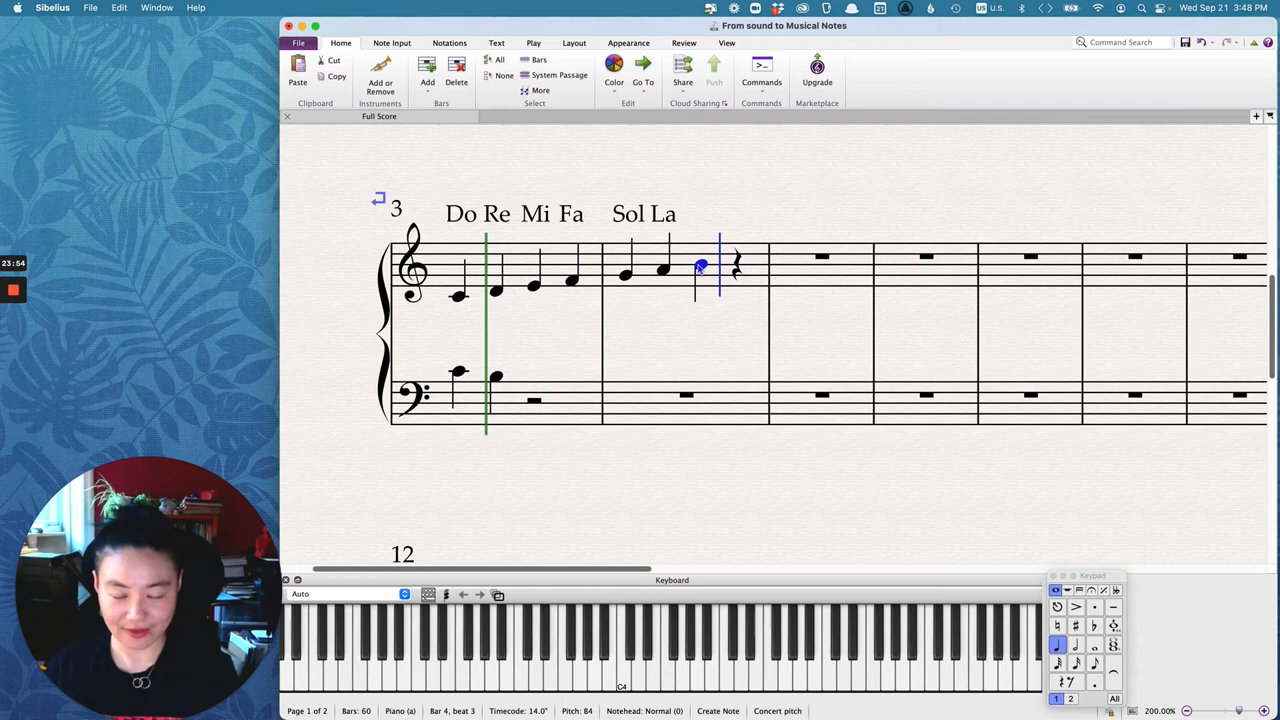 Sibelius File Edit Window Help
21 Wed Sep 21 3:48 PM
From sound to Musical Notes
File Home Note Input Notations Text Play Layout Appearance Review View Command Search
Paste Cut Copy Add or Remove Add Delete All None Bars System Passage More Color Go To Share Push Commands Upgrade
Clipboard Instruments Bars Select Edit Cloud Sharing Commands Marketplace
Full Score
3
Do Re Mi Fa Sol La
23:54
12
Keyboard
Keypad
Auto
C4
1 2 All
Page 1 of 2 Bars: 60 Piano (a) Bar 4, beat 3 Timecode: 14.0" Pitch: B4 Notehead: Normal (0) Create Note Concert pitch 200.00%